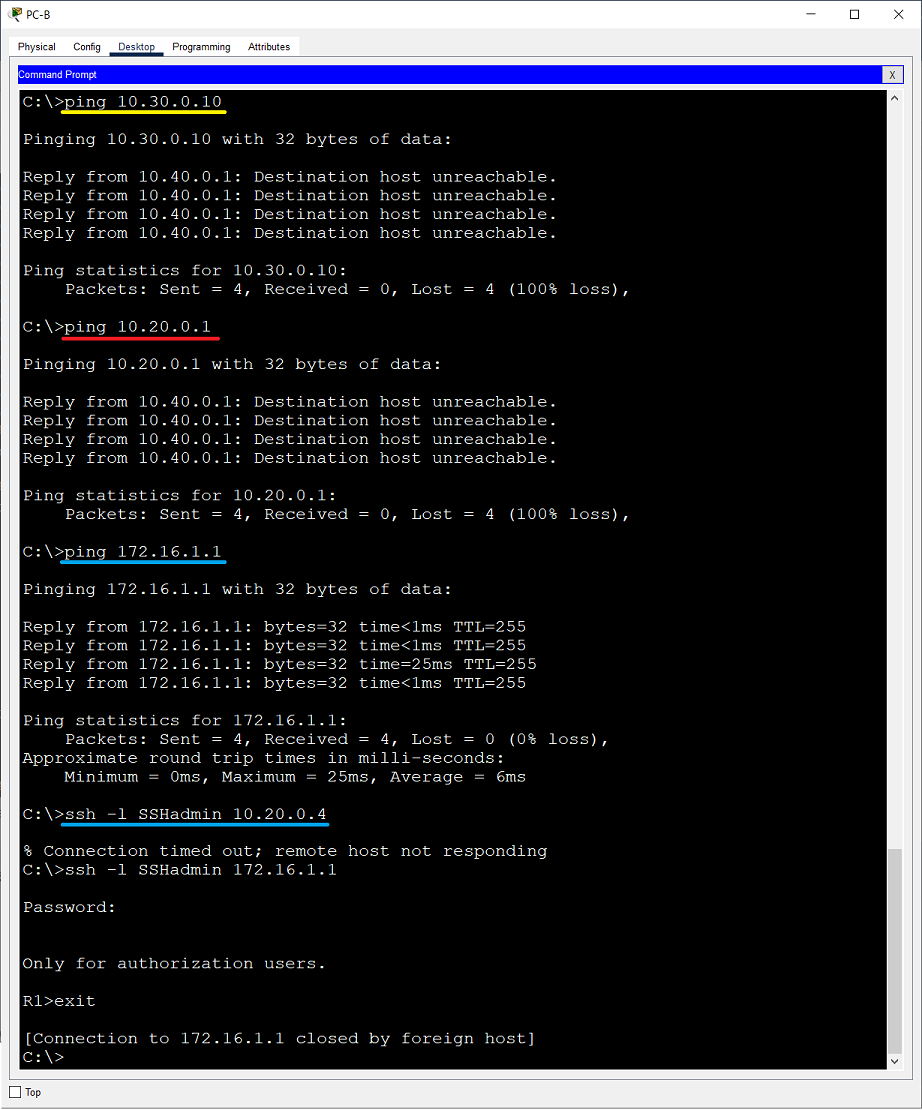 PC-B
Physical Config Desktop Programming Attributes
Command Prompt X
C:\>ping 10.30.0.10
Pinging 10.30.0.10 with 32 bytes of data:
Reply from 10.40.0.1: Destination host unreachable.
Reply from 10.40.0.1: Destination host unreachable.
Reply from 10.40.0.1: Destination host unreachable.
Reply from 10.40.0.1: Destination host unreachable.
Ping statistics for 10.30.0.10:
    Packets: Sent = 4, Received = 0, Lost = 4 (100% loss),
C:\>ping 10.20.0.1
Pinging 10.20.0.1 with 32 bytes of data:
Reply from 10.40.0.1: Destination host unreachable.
Reply from 10.40.0.1: Destination host unreachable.
Reply from 10.40.0.1: Destination host unreachable.
Reply from 10.40.0.1: Destination host unreachable.
Ping statistics for 10.20.0.1:
    Packets: Sent = 4, Received = 0, Lost = 4 (100% loss),
C:\>ping 172.16.1.1
Pinging 172.16.1.1 with 32 bytes of data:
Reply from 172.16.1.1: bytes=32 time<1ms TTL=255
Reply from 172.16.1.1: bytes=32 time<1ms TTL=255
Reply from 172.16.1.1: bytes=32 time=25ms TTL=255
Reply from 172.16.1.1: bytes=32 time<1ms TTL=255
Ping statistics for 172.16.1.1:
    Packets: Sent = 4, Received = 4, Lost = 0 (0% loss),
Approximate round trip times in milli-seconds:
    Minimum = 0ms, Maximum = 25ms, Average = 6ms
C:\>ssh -l SSHadmin 10.20.0.4
% Connection timed out; remote host not responding
C:\>ssh -l SSHadmin 172.16.1.1
Password:
Only for authorization users.
R1>exit
[Connection to 172.16.1.1 closed by foreign host]
C:\>
Top